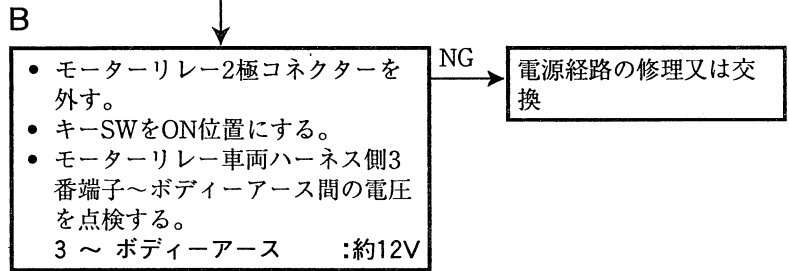 B
• モーターリレー2極コネクターを
外す。
• キーSWをON位置にする。
• モーターリレー車両ハーネス側3
番端子～ボディーアース間の電圧
を点検する。
3 ～ ボディーアース :約12V
NG
電源経路の修理又は交
換